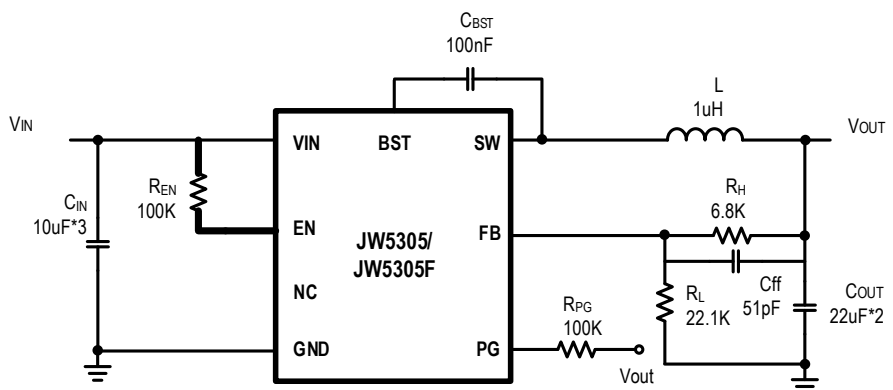 CBST
100nF
L
1uH
VIN
VOUT
VIN
BST
SW
RH
6.8K
CIN
10uF*3
REN
100K
EN
FB
JW5305/
JW5305F
NC
Cff
51pF
COUT
22uF*2
RL
22.1K
RPG
100K
GND
PG
Vout